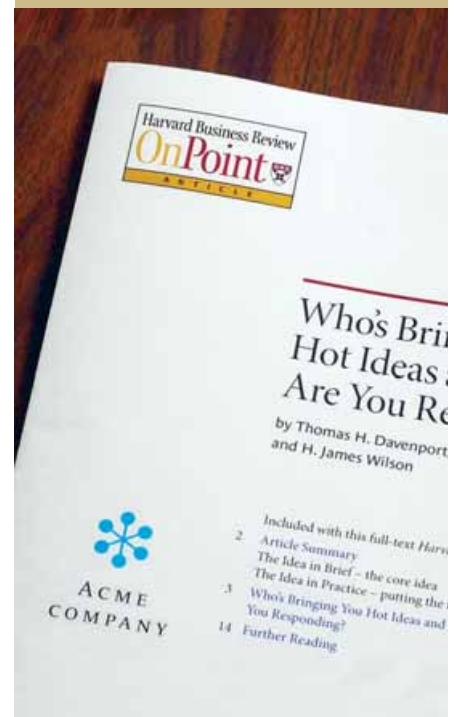 Harvard Business Review
OnPoint
ARTICLE
Who's Bri
Hot Ideas
Are You Re
by Thomas H. Davenport,
and H. James Wilson
Included with this full-text Harv
2 Article Summary
The Idea in Brief – the core idea
The Idea in Practice – putting the
3 Who's Bringing You Hot Ideas and
You Responding?
14 Further Reading
ACME
COMPANY